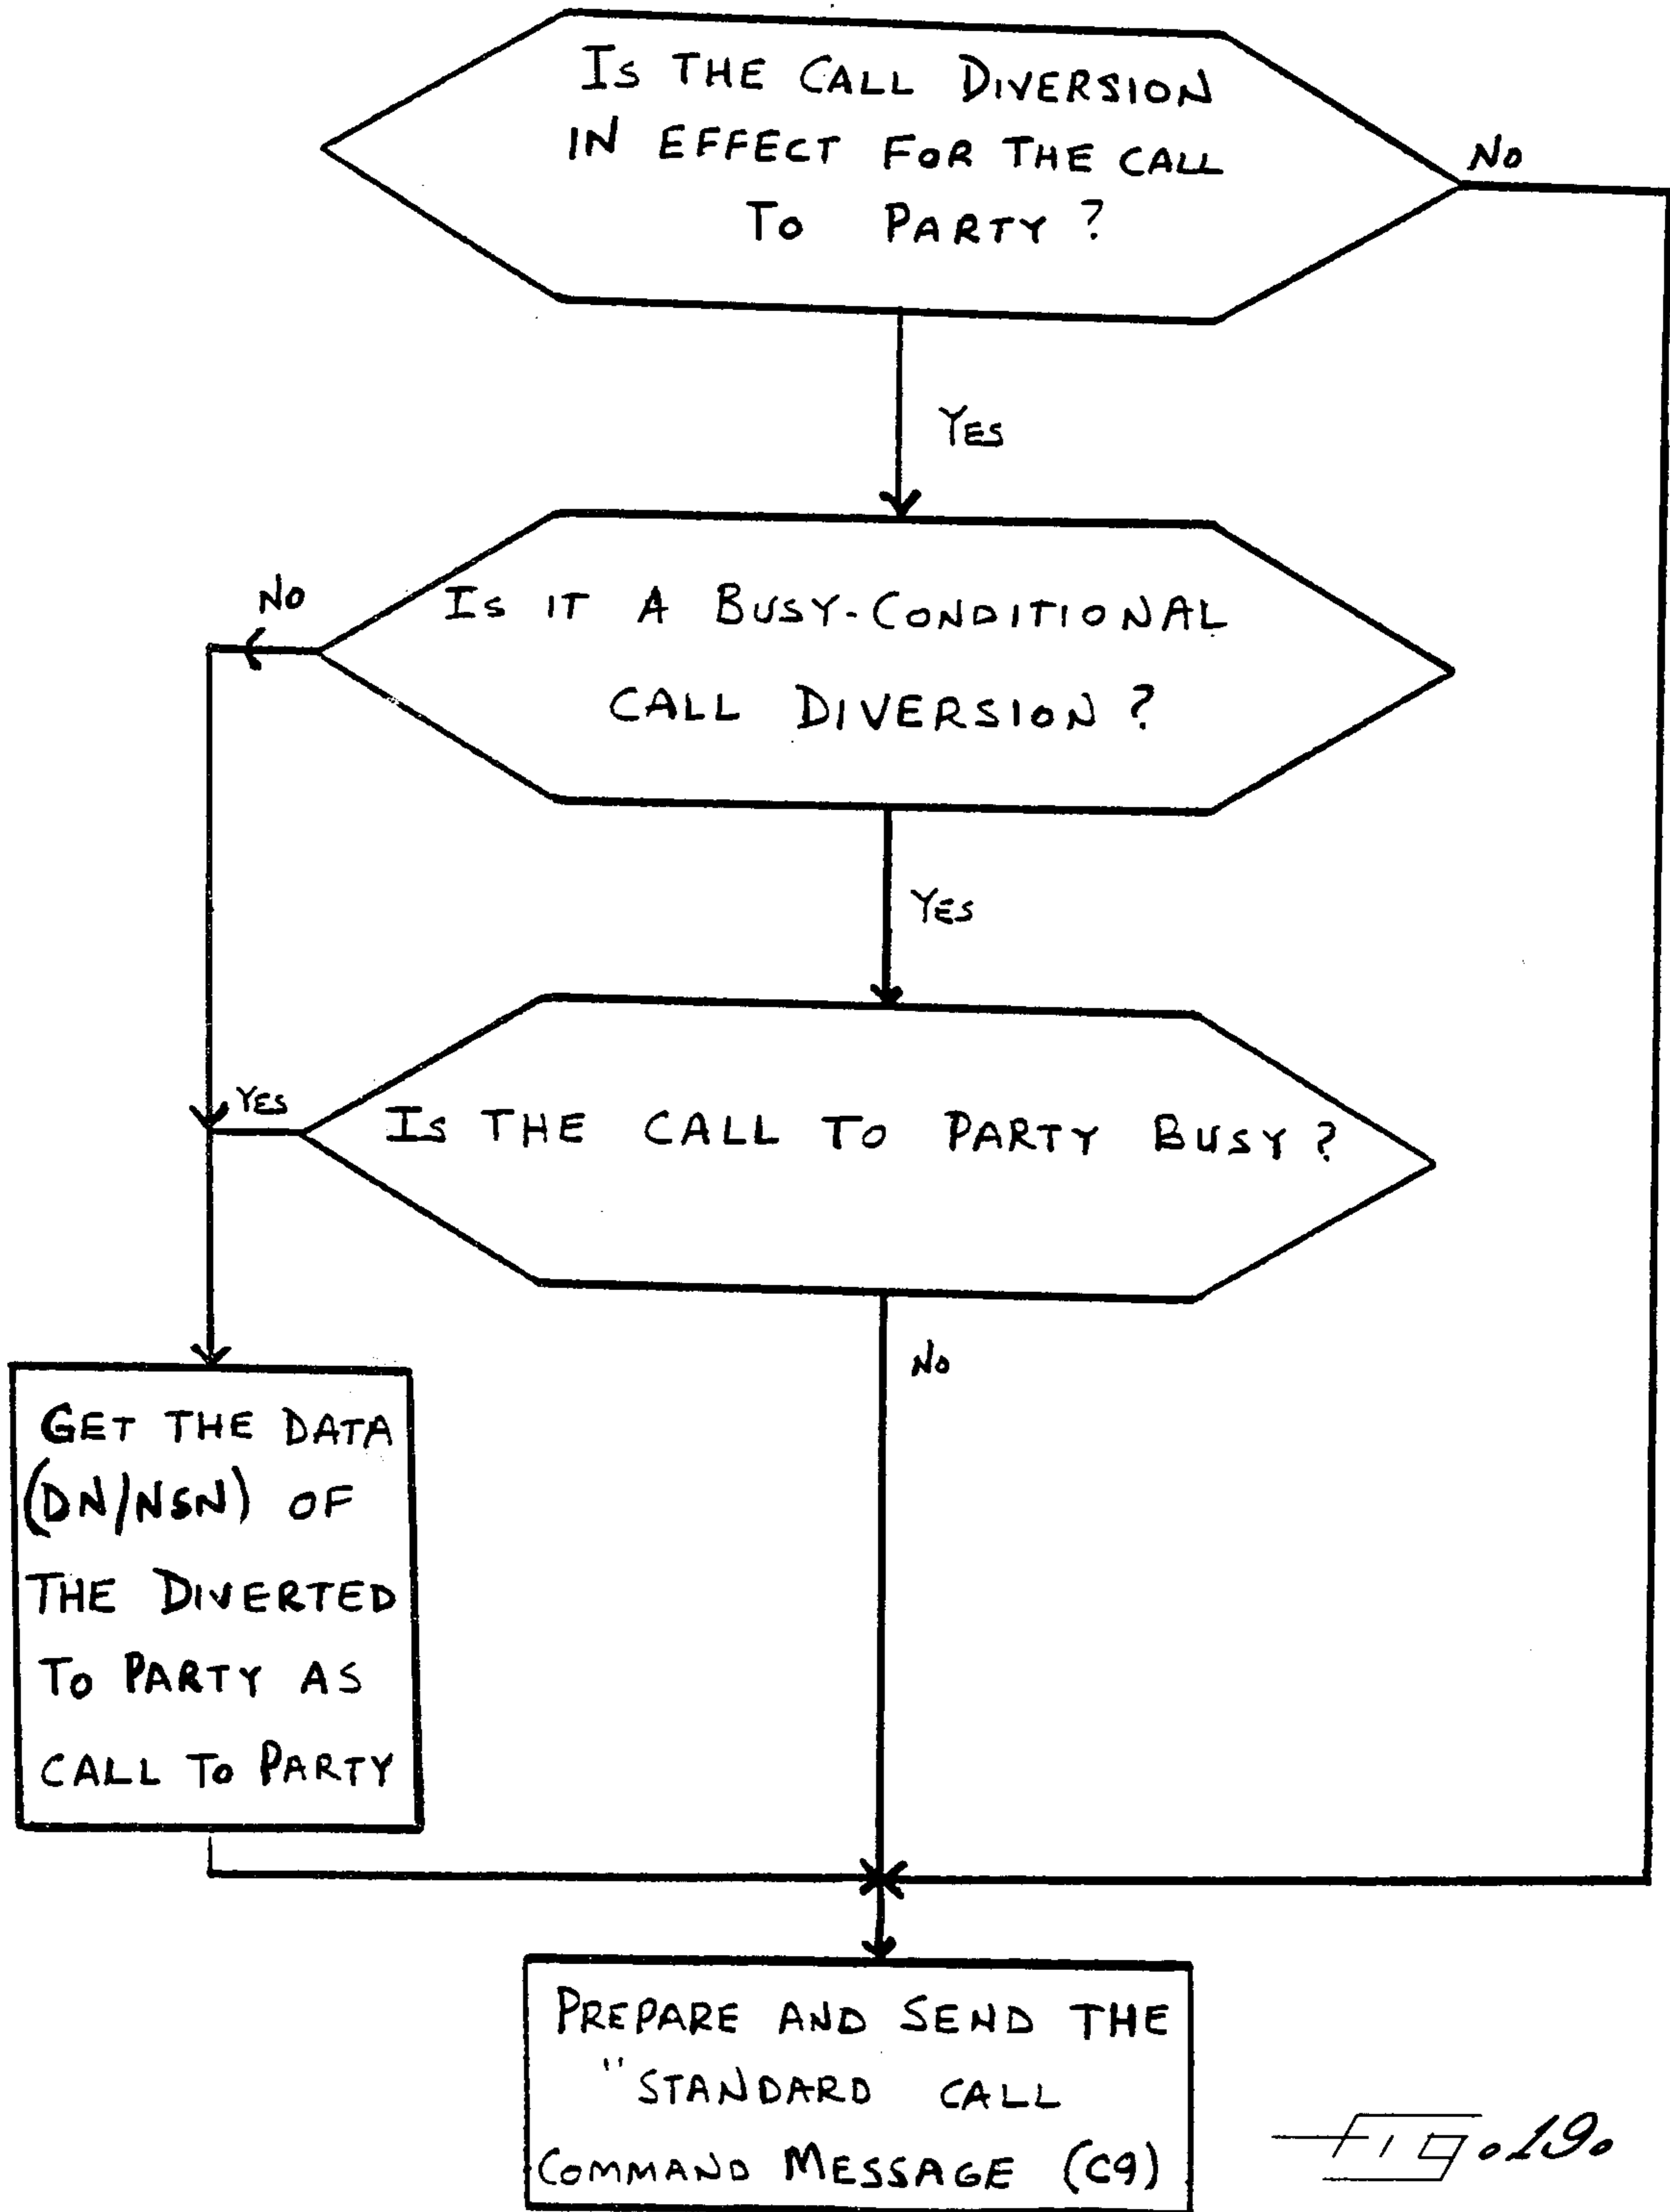 IS THE CALL DIVERSION
IN EFFECT FOR THE CALL
TO PARTY ?
NO
YES
NO
IS IT A BUSY-CONDITIONAL
CALL DIVERSION ?
YES
YES
IS THE CALL TO PARTY BUSY ?
NO
GET THE DATA
(DN/NSN) OF
THE DIVERTED
TO PARTY AS
CALL TO PARTY
PREPARE AND SEND THE
"STANDARD CALL
COMMAND MESSAGE (C9)
Fig. 19.